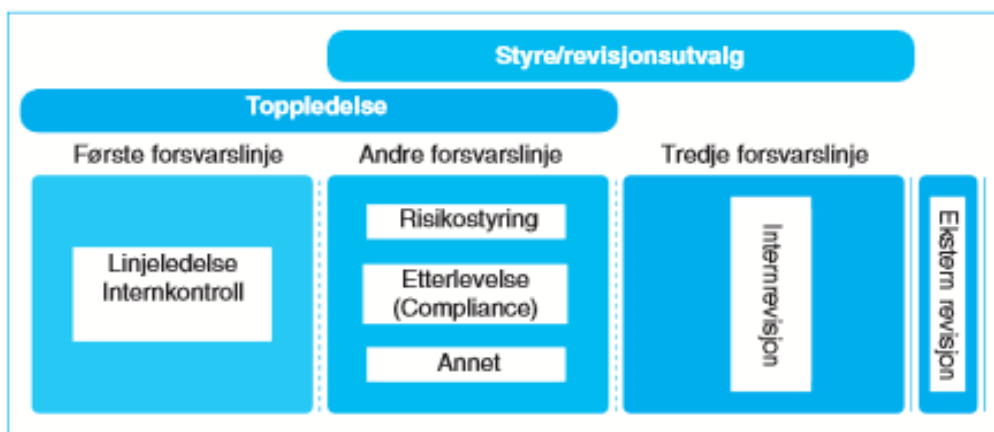 Styre/revisjonsutvalg
Toppledelse
Første forsvarslinje
Andre forsvarslinje
Tredje forsvarslinje
Linjeledelse
Internkontroll
Risikostyring
Etterlevelse
(Compliance)
Annet
Internrevisjon
Ekstern revisjon